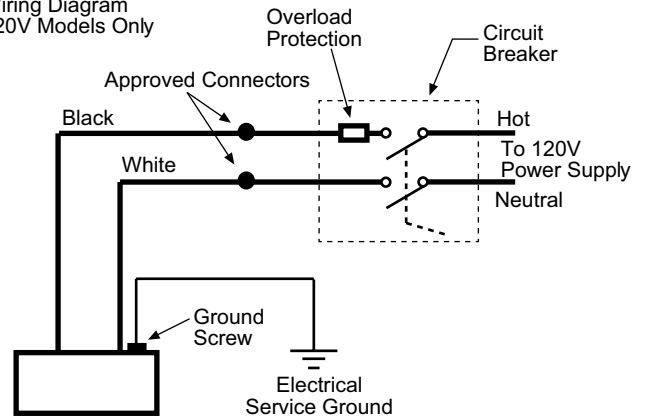 iring Diagram
20V Models Only
Overload
Protection
Circuit
Breaker
Approved Connectors
Black
Hot
To 120V
Power Supply
White
Neutral
Ground
Screw
Electrical
Service Ground